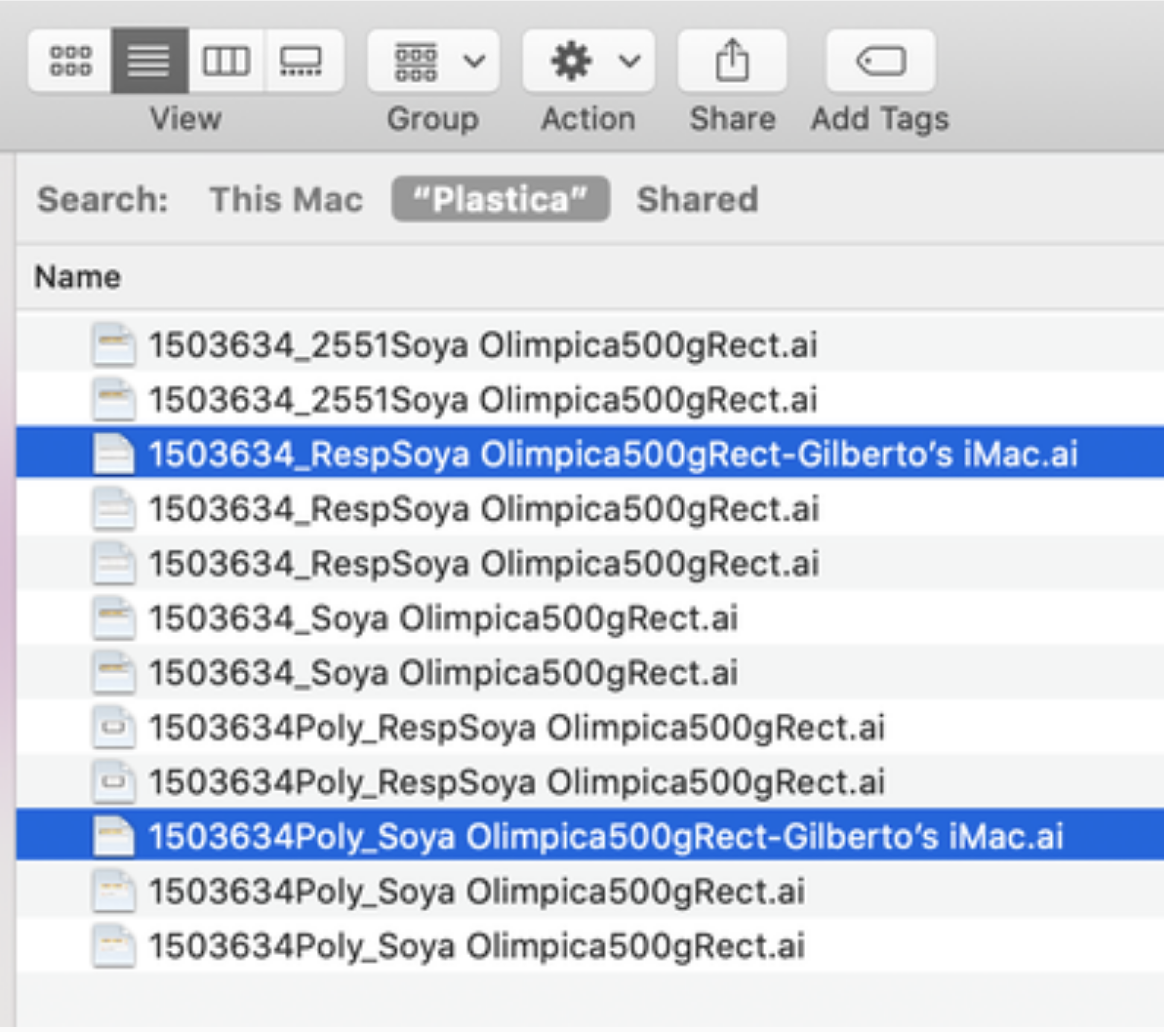 View Group Action Share Add Tags
Search: This Mac “Plastica” Shared
Name
1503634_2551Soya Olimpica500gRect.ai
1503634_2551Soya Olimpica500gRect.ai
1503634_RespSoya Olimpica500gRect-Gilberto’s iMac.ai
1503634_RespSoya Olimpica500gRect.ai
1503634_RespSoya Olimpica500gRect.ai
1503634_Soya Olimpica500gRect.ai
1503634_Soya Olimpica500gRect.ai
1503634Poly_RespSoya Olimpica500gRect.ai
1503634Poly_RespSoya Olimpica500gRect.ai
1503634Poly_Soya Olimpica500gRect-Gilberto’s iMac.ai
1503634Poly_Soya Olimpica500gRect.ai
1503634Poly_Soya Olimpica500gRect.ai